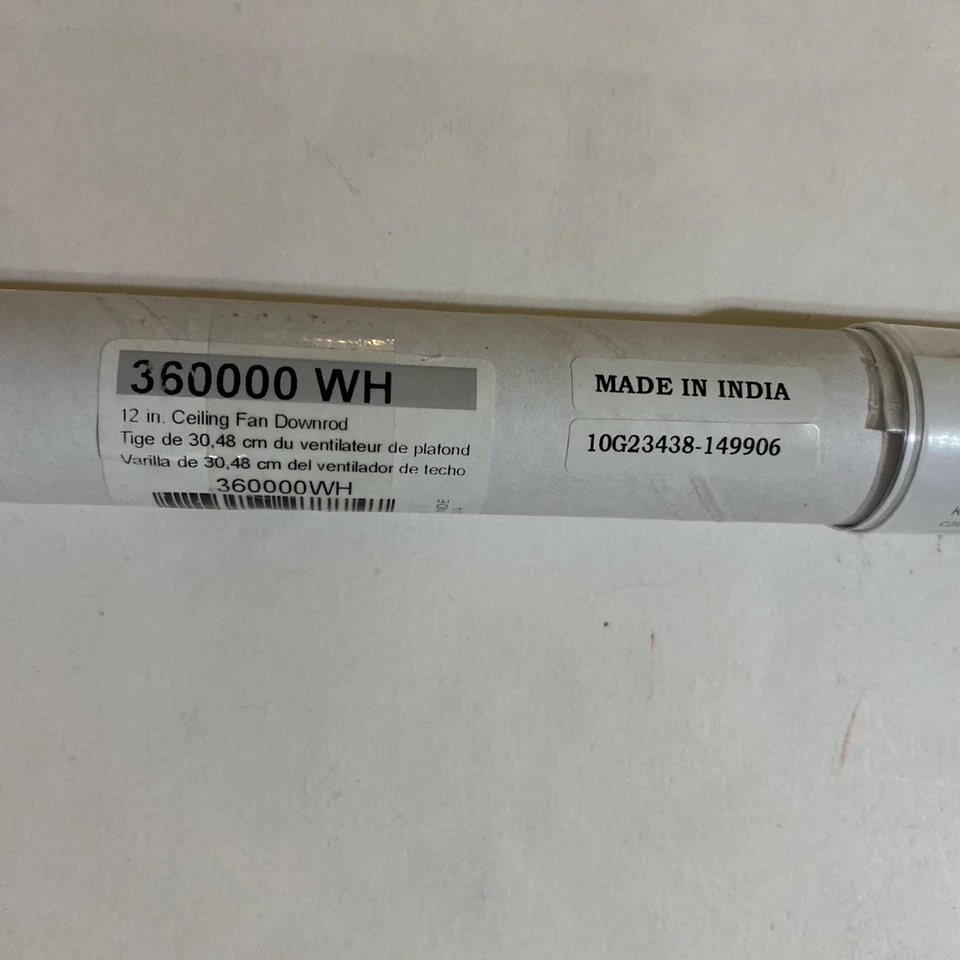 360000 WH
12 in. Ceiling Fan Downrod
Tige de 30,48 cm du ventilateur de plafond
Varilla de 30,48 cm del ventilador de techo
360000WH
MADE IN INDIA
10G23438-149906